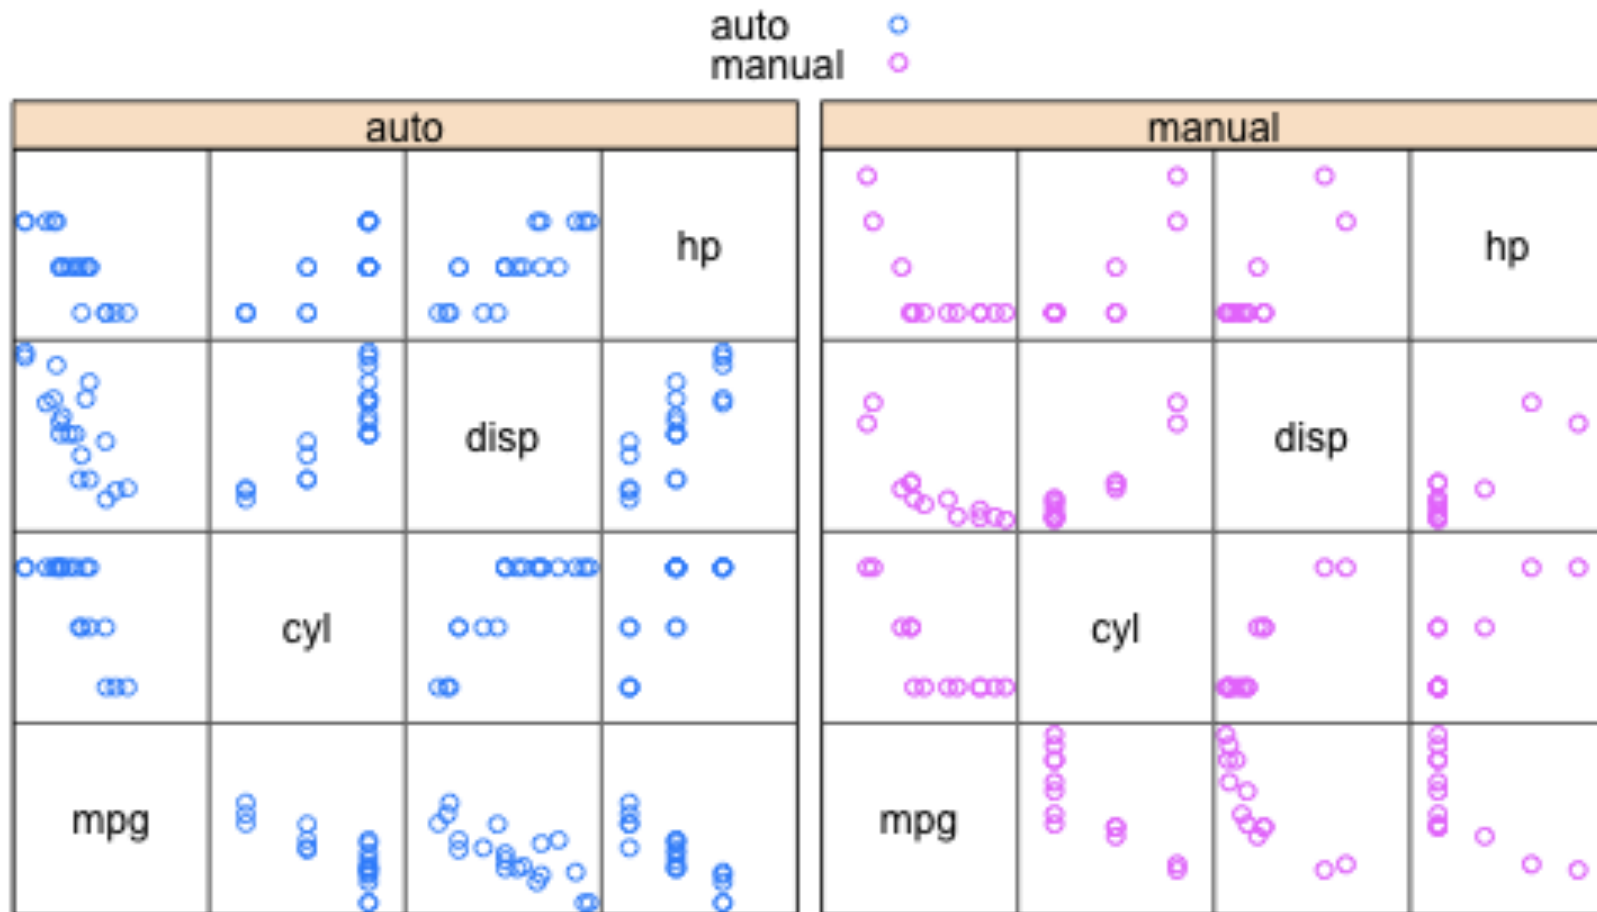 auto
manual
auto
manual
hp
hp
disp
disp
cyl
cyl
mpg
mpg